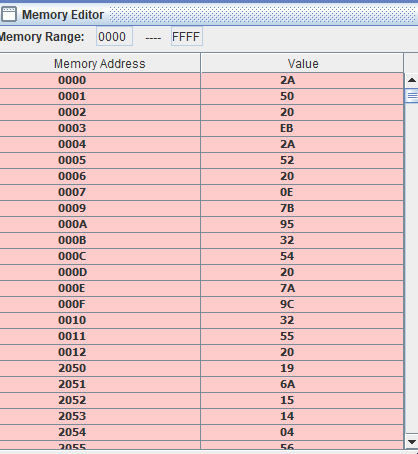 Memory Editor
Memory Range: 0000 ---- FFFF
Memory Address Value
0000 2A
0001 50
0002 20
0003 EB
0004 2A
0005 52
0006 20
0007 0E
0009 7B
000A 95
000B 32
000C 54
000D 20
000E 7A
000F 9C
0010 32
0011 55
0012 20
2050 19
2051 6A
2052 15
2053 14
2054 04
2055 56